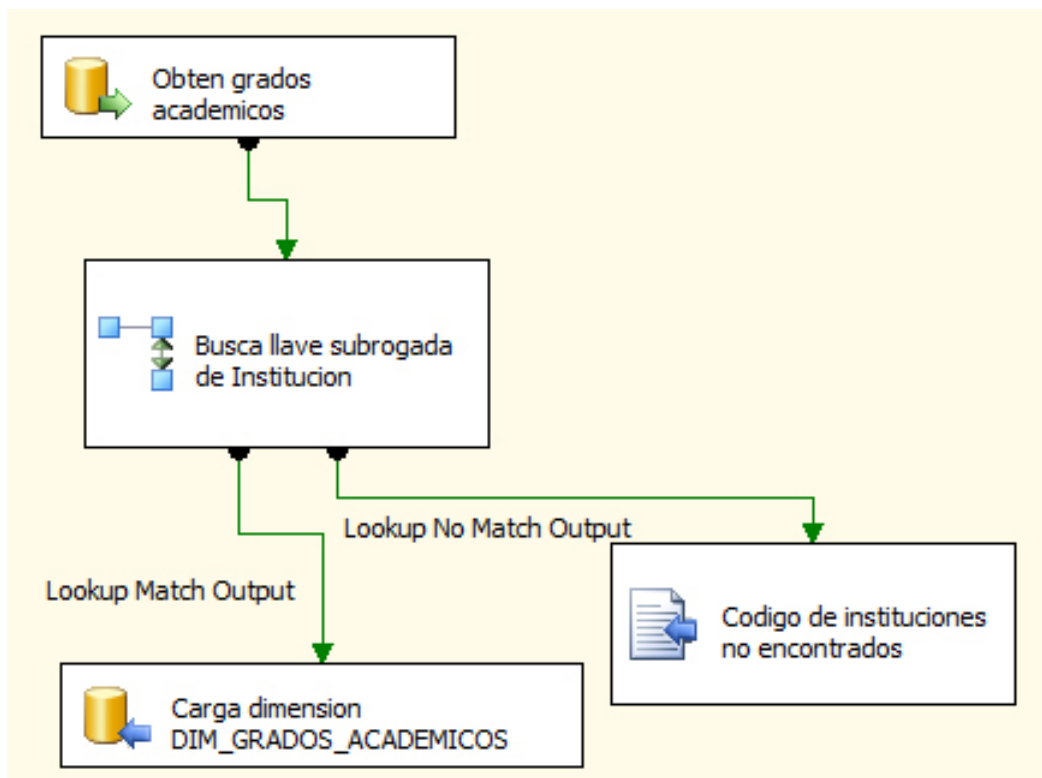 Obten grados
academicos
Busca llave subrogada
de Institucion
Lookup No Match Output
Lookup Match Output
Codigo de instituciones
no encontrados
Carga dimension
DIM_GRADOS_ACADEMICOS